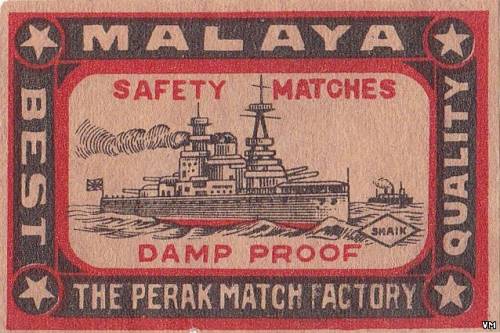 MALAYA
BEST
SAFETY MATCHES
QUALITY
SHAIK
DAMP PROOF
THE PERAK MATCH FACTORY
VM